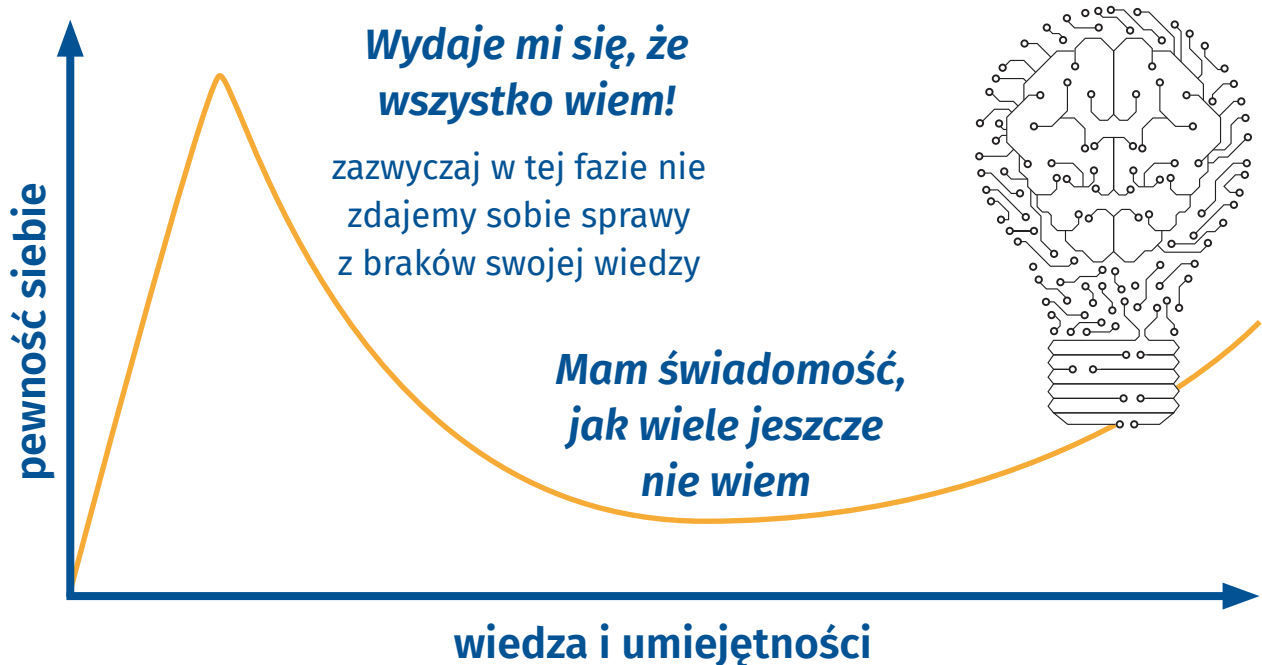 Wydaje mi się, że
wszystko wiem!
zazwyczaj w tej fazie nie
zdajemy sobie sprawy
z braków swojej wiedzy
pewność siebie
Mam świadomość,
jak wiele jeszcze
nie wiem
wiedza i umiejętności